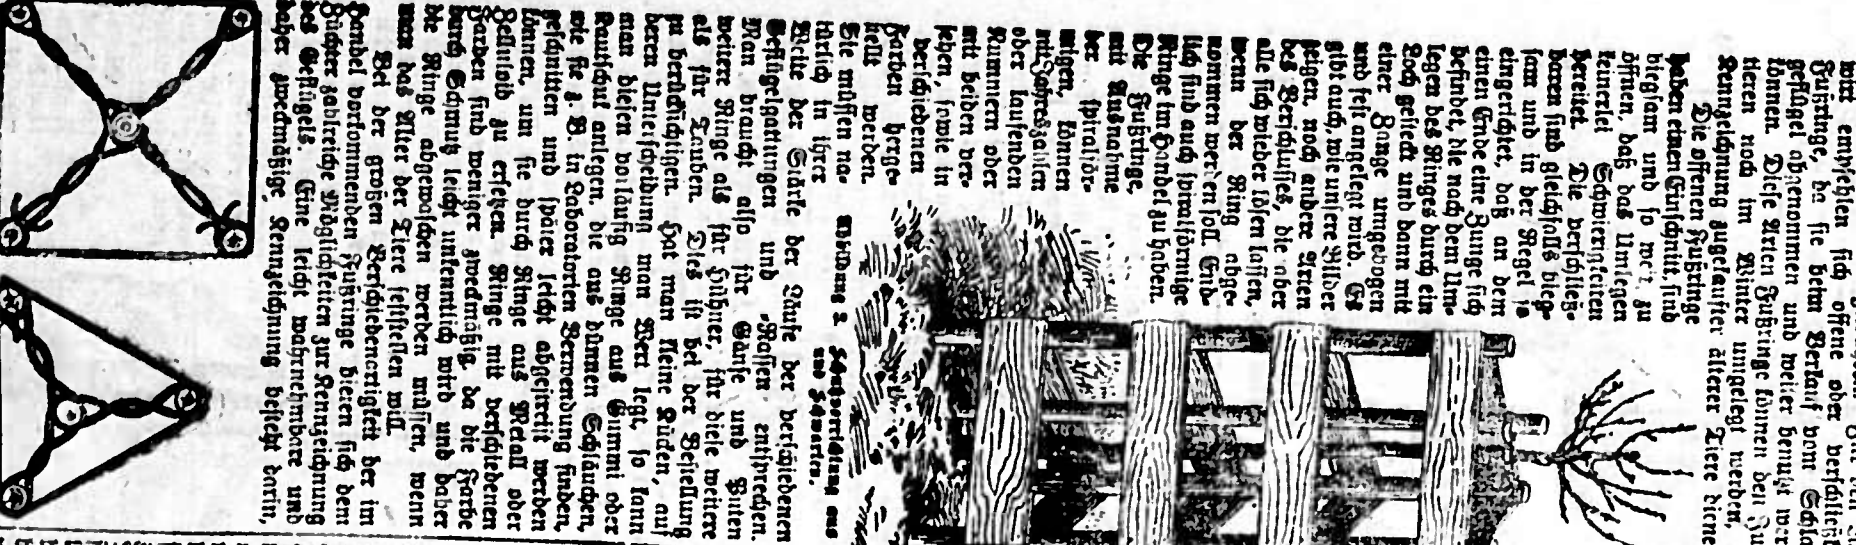 empfehlen sich offene oder
Fußringe, da sie beim Verkauf vom
geflügel abgenommen und weiter benutzt
können. Diese Arten Fußringe können den
tieren noch im Winter umgelegt werden,
Kennzeichnung zugekaufter älterer Tiere
Die offenen Fußringe
haben einen Einschnitt, sind
biegsam und so weit zu
öffnen, daß das Umlegen
keinerlei Schwierigkeiten
bereitet. Die verschließ-
baren sind gleichfalls bieg-
sam und in der Regel so
eingerichtet, daß an dem
einen Ende eine Zunge sich
befindet, die nach dem Um-
legen des Ringes durch ein
Loch gesteckt und dann mit
einer Zange umgebogen
und fest angelegt wird. Es
gibt auch, wie unsere Bilder
zeigen, noch andere Arten
des Verschlusses, die aber
alle sich wieder lösen lassen,
wenn der Ring abge-
nommen werden soll. End-
lich sind auch spiralförmige
Ringe im Handel zu haben.
Die Fußringe,
mit Ausnahme
der spiralför-
migen, können
mit Jahreszahlen
oder laufenden
Nummern oder
mit beiden ver-
sehen, sowie in
verschiedenen
Farben herge-
stellt werden.
Sie müssen na-
türlich in ihrer
Weite der Stärke der Läufe der verschiedenen
Geflügelgattungen und -Rassen entsprechen.
Man braucht also für Gänse und Puten
weitere Ringe als für Hühner, für diese weitere
als für Tauben. Dies ist bei der Bestellung
zu berücksichtigen. Hat man kleine Küken, auf
deren Unterscheidung man Wert legt, so kann
man diesen vorläufig Ringe aus Gummi oder
Kautschuk anlegen, die aus dünnen Schläuchen,
wie sie z. B. in Laboratorien Verwendung finden,
geschnitten und später leicht abgestreift werden
können, um sie durch Ringe aus Metall oder
Zelluloid zu ersetzen. Ringe mit verschiedenen
Farben sind weniger zweckmäßig, da die Farbe
durch Schmutz leicht unkenntlich wird und daher
die Ringe abgewaschen werden müssen, wenn
man das Alter der Tiere feststellen will.
Bei der großen Verschiedenartigkeit der im
Handel vorkommenden Fußringe bieten sich dem
Züchter zahlreiche Möglichkeiten zur Kennzeichnung
des Geflügels. Eine leicht wahrnehmbare und
daher zweckmäßige Kennzeichnung besteht darin,
Abbildung 2. Schutzvorrichtung aus
und Schwarten.